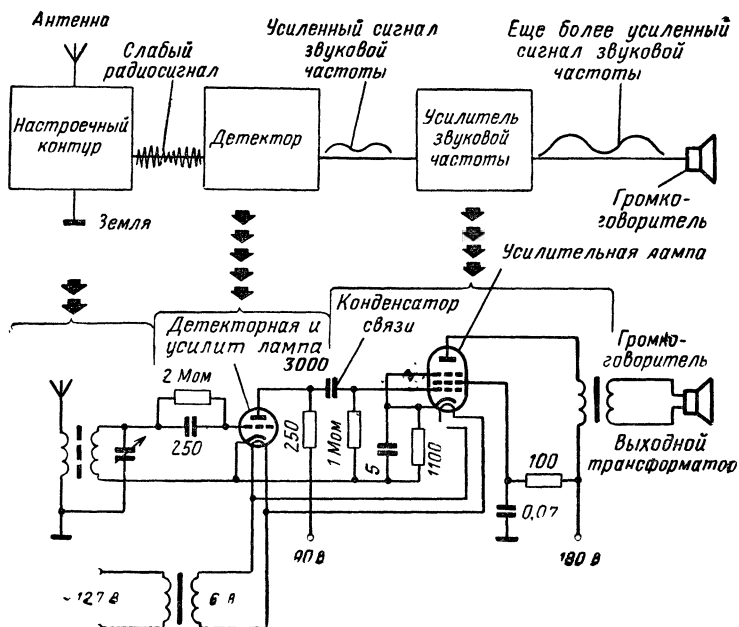 Антенна
Слабый
радиосигнал
Усиленный сигнал
звуковой
частоты
Еще более усиленный
сигнал звуковой
частоты
Настроечный
контур
Детектор
Усилитель
звуковой
частоты
Громко-
говоритель
Земля
Усилительная лампа
Детекторная и
усилит лампа
Конденсатор
связи
3000
Громко-
говоритель
2 Мом
250
250
1 Мом
5
1100
100
0,07
Выходной
трансформатор
90 В
180 В
~127 В
6 В